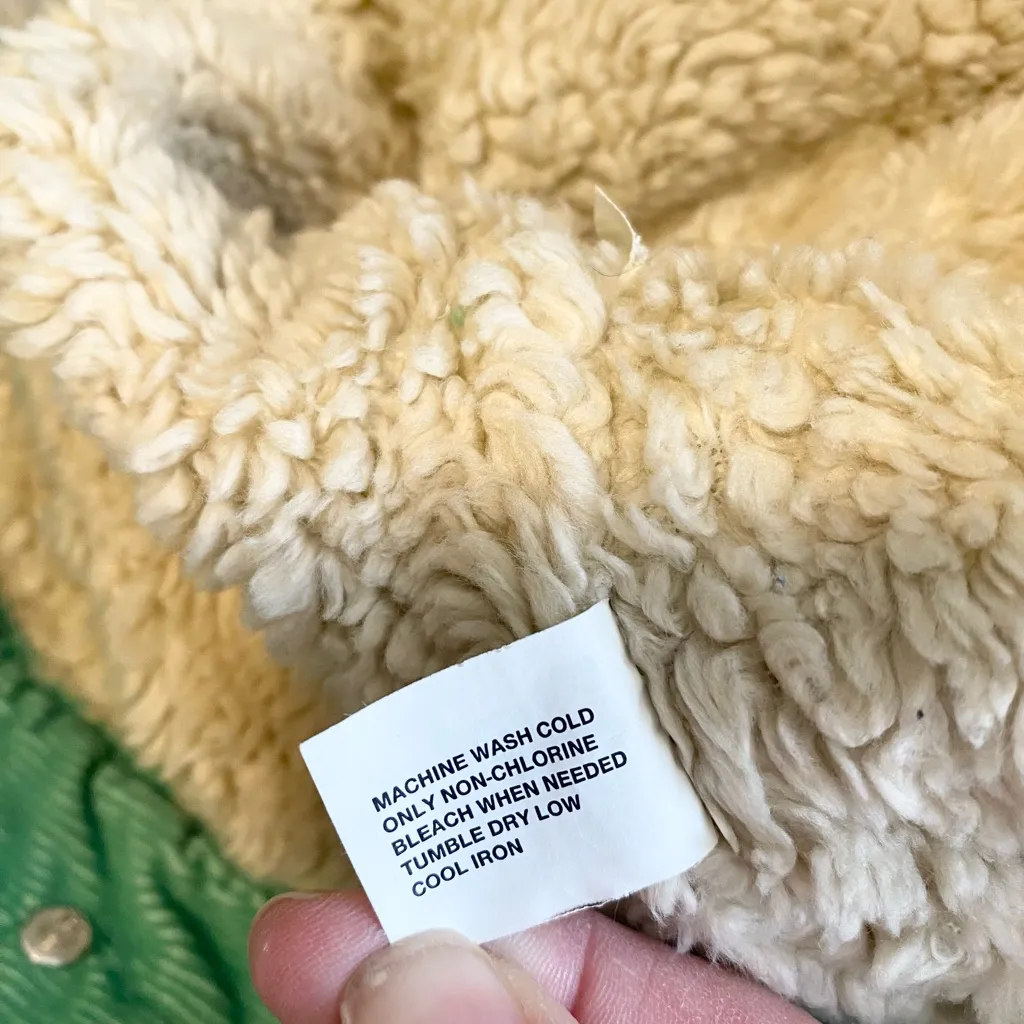 MACHINE WASH COLD
ONLY NON-CHLORINE
BLEACH WHEN NEEDED
TUMBLE DRY LOW
COOL IRON